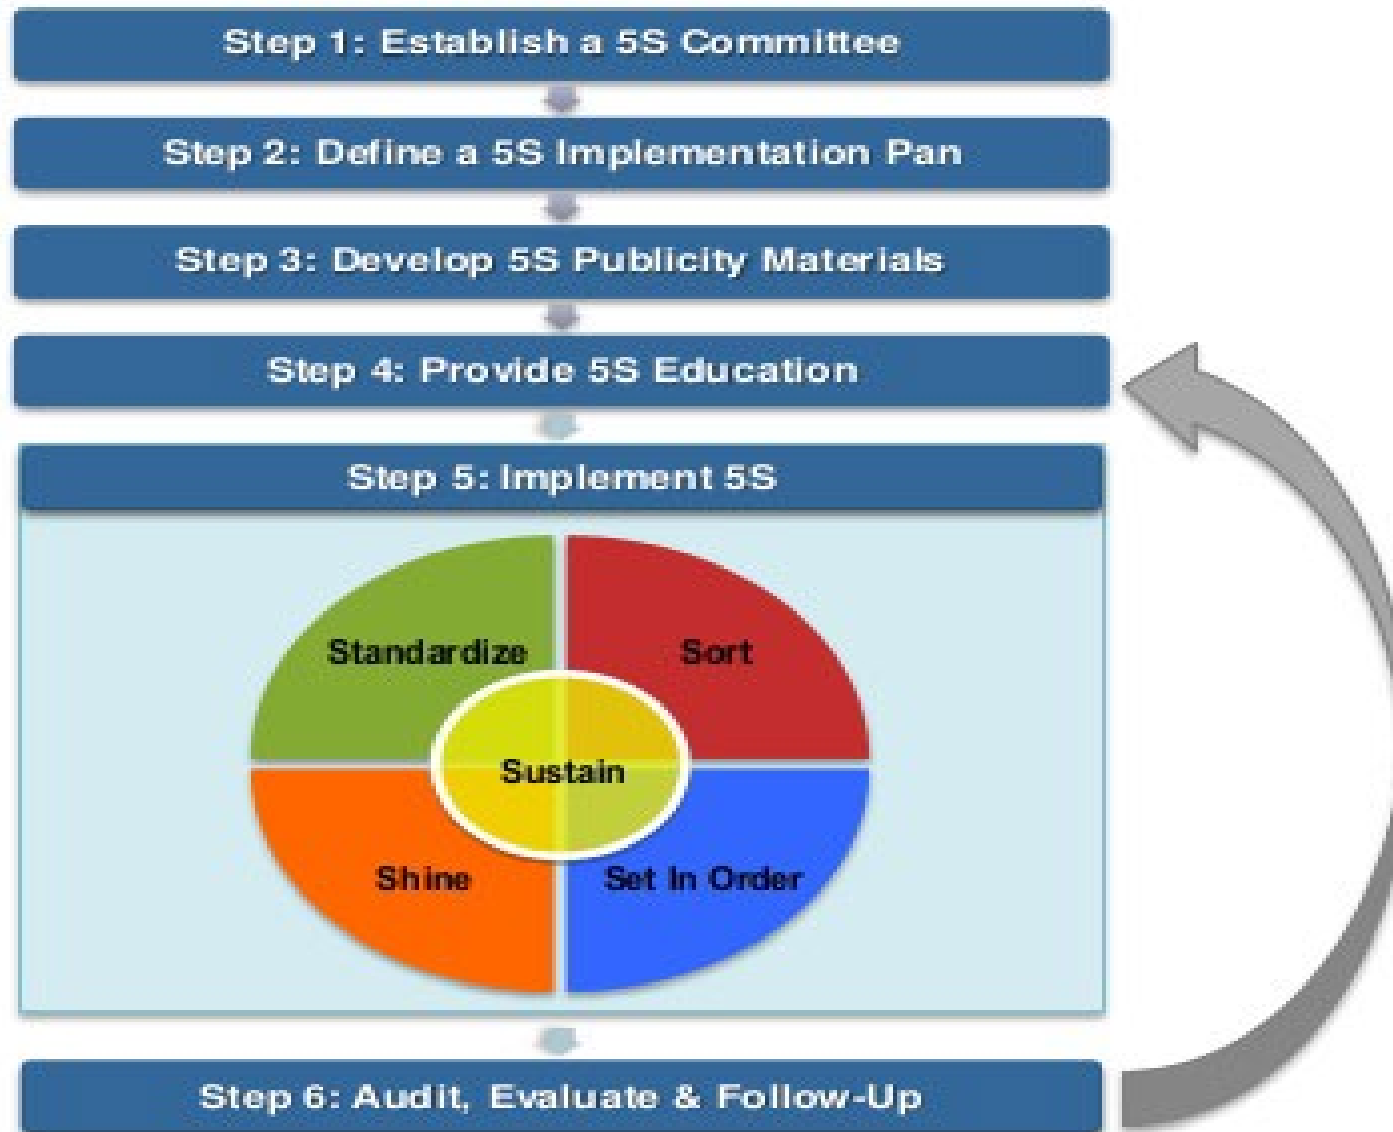 Step 1: Establish a 5S Committee
Step 2: Define a 5S Implementation Pan
Step 3: Develop 5S Publicity Materials
Step 4: Provide 5S Education
Step 5: Implement 5S
Standardize
Sort
Sustain
Shine
Set In Order
Step 6: Audit, Evaluate & Follow-Up